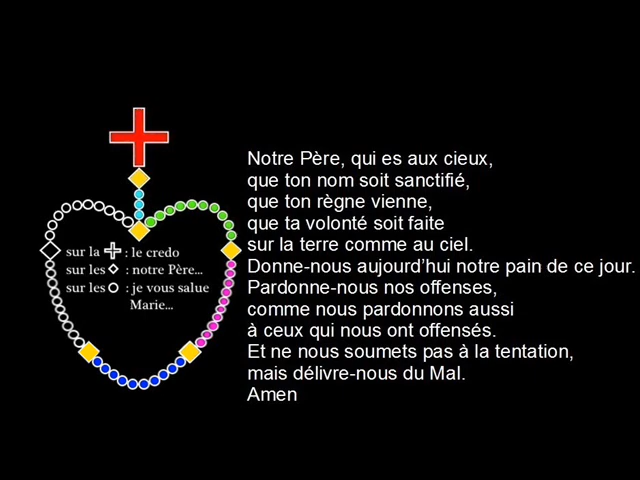 sur la : le credo
sur les : notre Père...
sur les : je vous salue
Marie...
Notre Père, qui es aux cieux,
que ton nom soit sanctifié,
que ton règne vienne,
que ta volonté soit faite
sur la terre comme au ciel.
Donne-nous aujourd’hui notre pain de ce jour.
Pardonne-nous nos offenses,
comme nous pardonnons aussi
à ceux qui nous ont offensés.
Et ne nous soumets pas à la tentation,
mais délivre-nous du Mal.
Amen